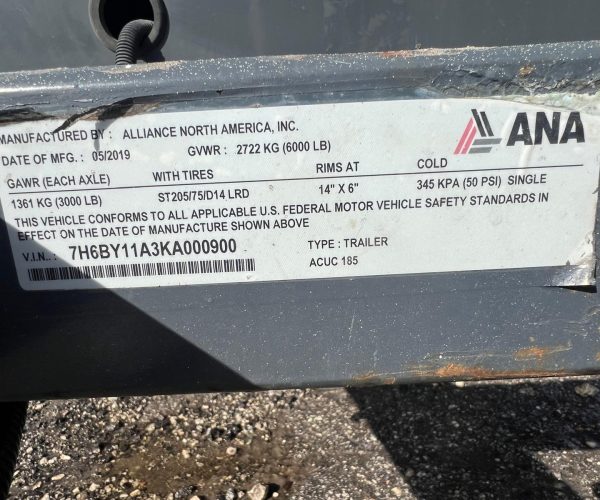 MANUFACTURED BY : ALLIANCE NORTH AMERICA, INC.
ANA
DATE OF MFG. : 05/2019 GVWR : 2722 KG (6000 LB)
GAWR (EACH AXLE) WITH TIRES RIMS AT COLD
1361 KG (3000 LB) ST205/75/D14 LRD 14" X 6" 345 KPA (50 PSI) SINGLE
THIS VEHICLE CONFORMS TO ALL APPLICABLE U.S. FEDERAL MOTOR VEHICLE SAFETY STANDARDS IN
EFFECT ON THE DATE OF MANUFACTURE SHOWN ABOVE
V.I.N.. : 7H6BY11A3KA000900 TYPE : TRAILER
ACUC 185